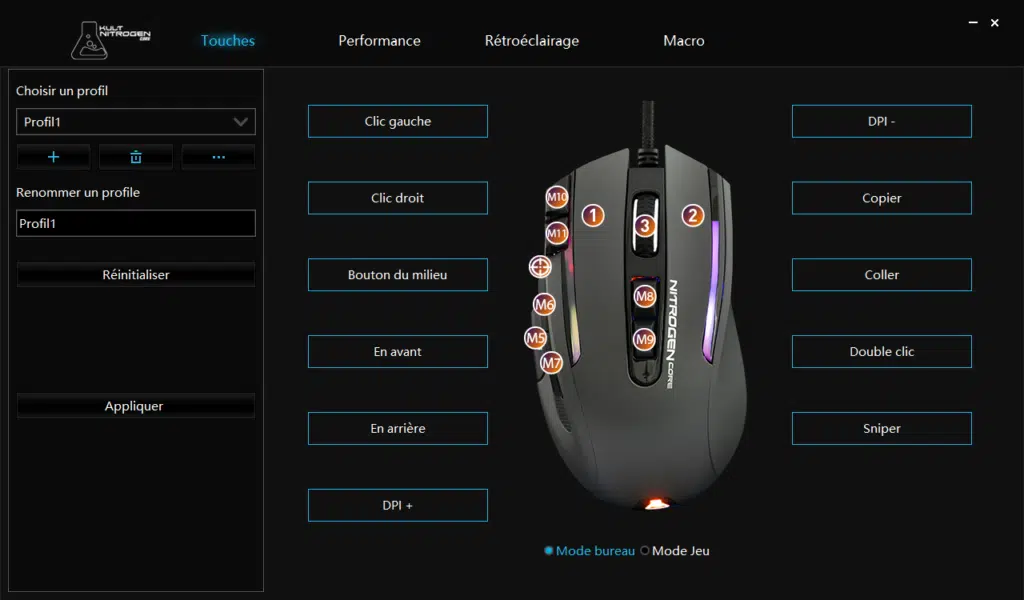 KULT
NITROGEN
CORE
Touches
Performance
Rétroéclairage
Macro
Choisir un profil
Profil1
Renommer un profile
Profil1
Réinitialiser
Appliquer
Clic gauche
Clic droit
Bouton du milieu
En avant
En arrière
DPI +
M10
M11
1
2
3
M6
M5
M7
M8
M9
NITROGEN CORE
DPI -
Copier
Coller
Double clic
Sniper
Mode bureau
Mode Jeu